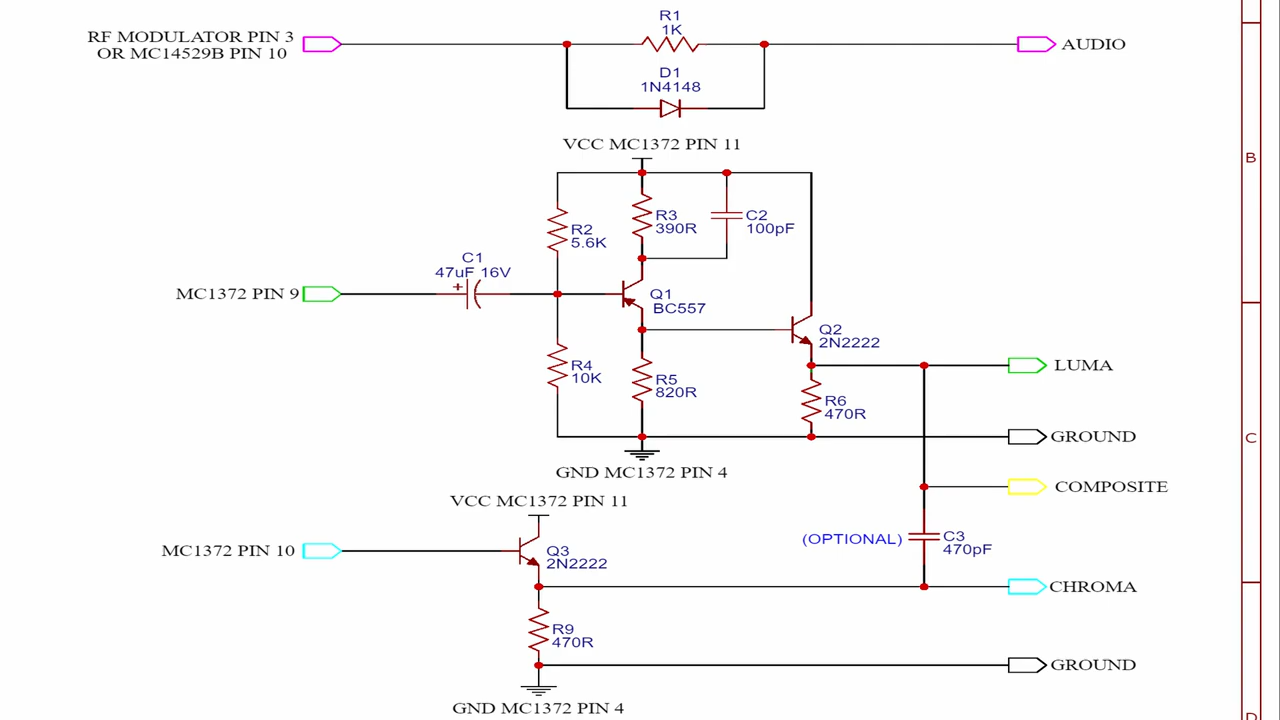 R1
1K
RF MODULATOR PIN 3
OR MC14529B PIN 10
AUDIO
D1
1N4148
VCC MC1372 PIN 11
B
R2
5.6K
R3
390R
C2
100pF
C1
47uF 16V
+
MC1372 PIN 9
Q1
BC557
Q2
2N2222
R4
10K
R5
820R
LUMA
R6
470R
GROUND
C
GND MC1372 PIN 4
COMPOSITE
VCC MC1372 PIN 11
(OPTIONAL)
C3
470pF
MC1372 PIN 10
Q3
2N2222
CHROMA
R9
470R
GROUND
GND MC1372 PIN 4
D